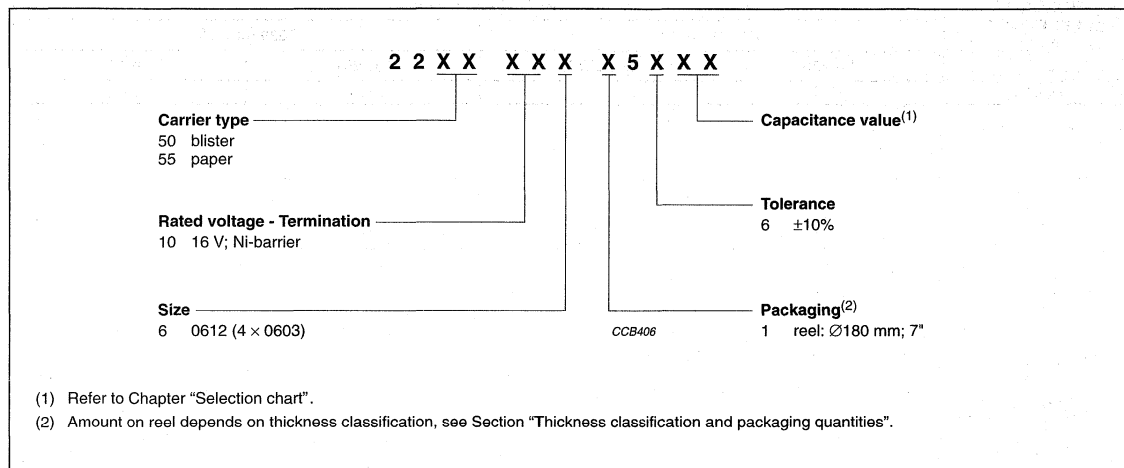 2 2 X X X X X X 5 X X X
Carrier type
50 blister
55 paper
Rated voltage - Termination
10 16 V; Ni-barrier
Size
6 0612 (4 × 0603)
Capacitance value(1)
Tolerance
6 ±10%
Packaging(2)
1 reel: ∅180 mm; 7"
CCB406
(1) Refer to Chapter “Selection chart”.
(2) Amount on reel depends on thickness classification, see Section “Thickness classification and packaging quantities”.